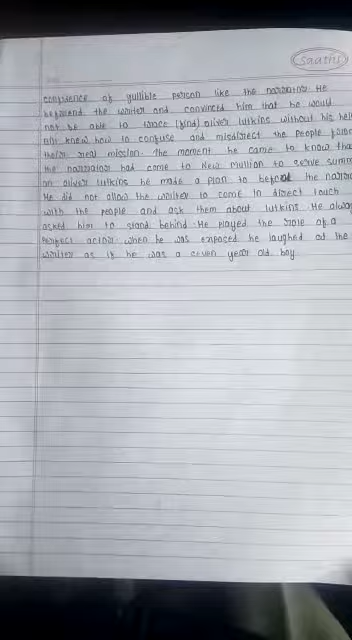 Saathi
confidence of gullible person like the narrator. He
befriend the writer and convinced him that he would
not be able to trace (find) oliver lutkins without his help
Bill knew how to confuse and misdirect the people from
their real mission. The moment he came to know that
the narrator had come to New Mullion to serve summ
on oliver lutkins he made a plan to befool the narrator
He did not allow the writer to come in direct touch
with the people and ask them about lutkins. He always
asked him to stand behind. He played the role of a
perfect actor when he was exposed he laughed at the
writer as if he was a seven year old boy